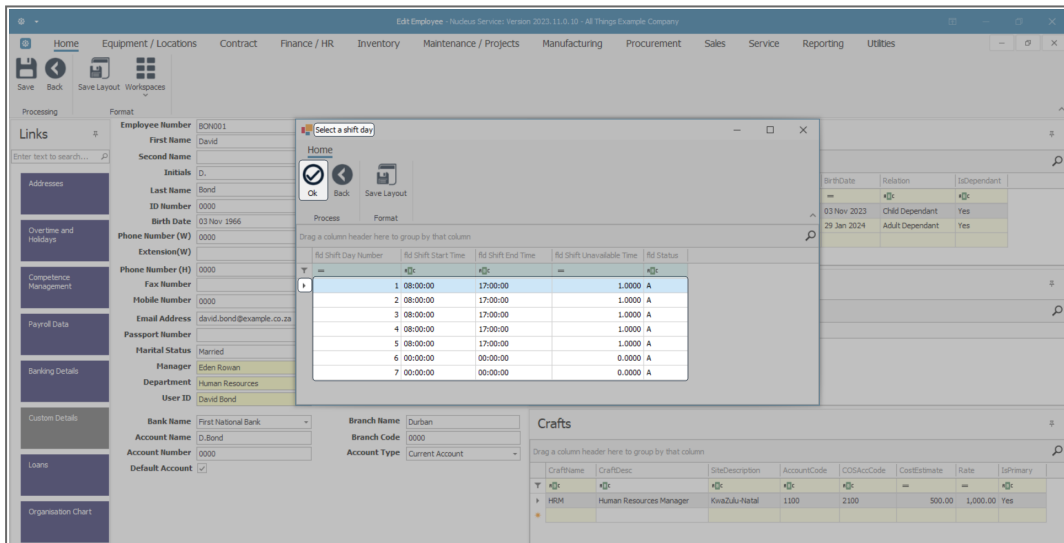 Edit Employee - Nucleus Service: Version 2023.11.0.10 - All Things Example Company
Home Equipment / Locations Contract Finance / HR Inventory Maintenance / Projects Manufacturing Procurement Sales Service Reporting Utilities
Save Back Save Layout Workspaces
Processing Format
Links
Enter text to search...
Addresses
Overtime and Holidays
Competence Management
Payroll Data
Banking Details
Custom Details
Loans
Organisation Chart
Employee Number BON001
First Name David
Second Name
Initials D.
Last Name Bond
ID Number 0000
Birth Date 03 Nov 1966
Phone Number (W) 0000
Extension(W)
Phone Number (H) 0000
Fax Number
Mobile Number 0000
Email Address david.bond@example.co.za
Passport Number
Marital Status Married
Manager Eden Rowan
Department Human Resources
User ID David Bond
Bank Name First National Bank
Account Name D.Bond
Account Number 0000
Default Account
Branch Name Durban
Branch Code 0000
Account Type Current Account
Select a shift day
Home
Ok Back Save Layout
Process Format
Drag a column header here to group by that column
fld Shift Day Number fld Shift Start Time fld Shift End Time fld Shift Unavailable Time fld Status
1 08:00:00 17:00:00 1.0000 A
2 08:00:00 17:00:00 1.0000 A
3 08:00:00 17:00:00 1.0000 A
4 08:00:00 17:00:00 1.0000 A
5 08:00:00 17:00:00 1.0000 A
6 00:00:00 00:00:00 0.0000 A
7 00:00:00 00:00:00 0.0000 A
BirthDate Relation IsDependant
03 Nov 2023 Child Dependant Yes
29 Jan 2024 Adult Dependant Yes
Crafts
Drag a column header here to group by that column
CraftName CraftDesc SiteDescription AccountCode COSAccCode CostEstimate Rate IsPrimary
HRM Human Resources Manager KwaZulu-Natal 1100 2100 500.00 1,000.00 Yes